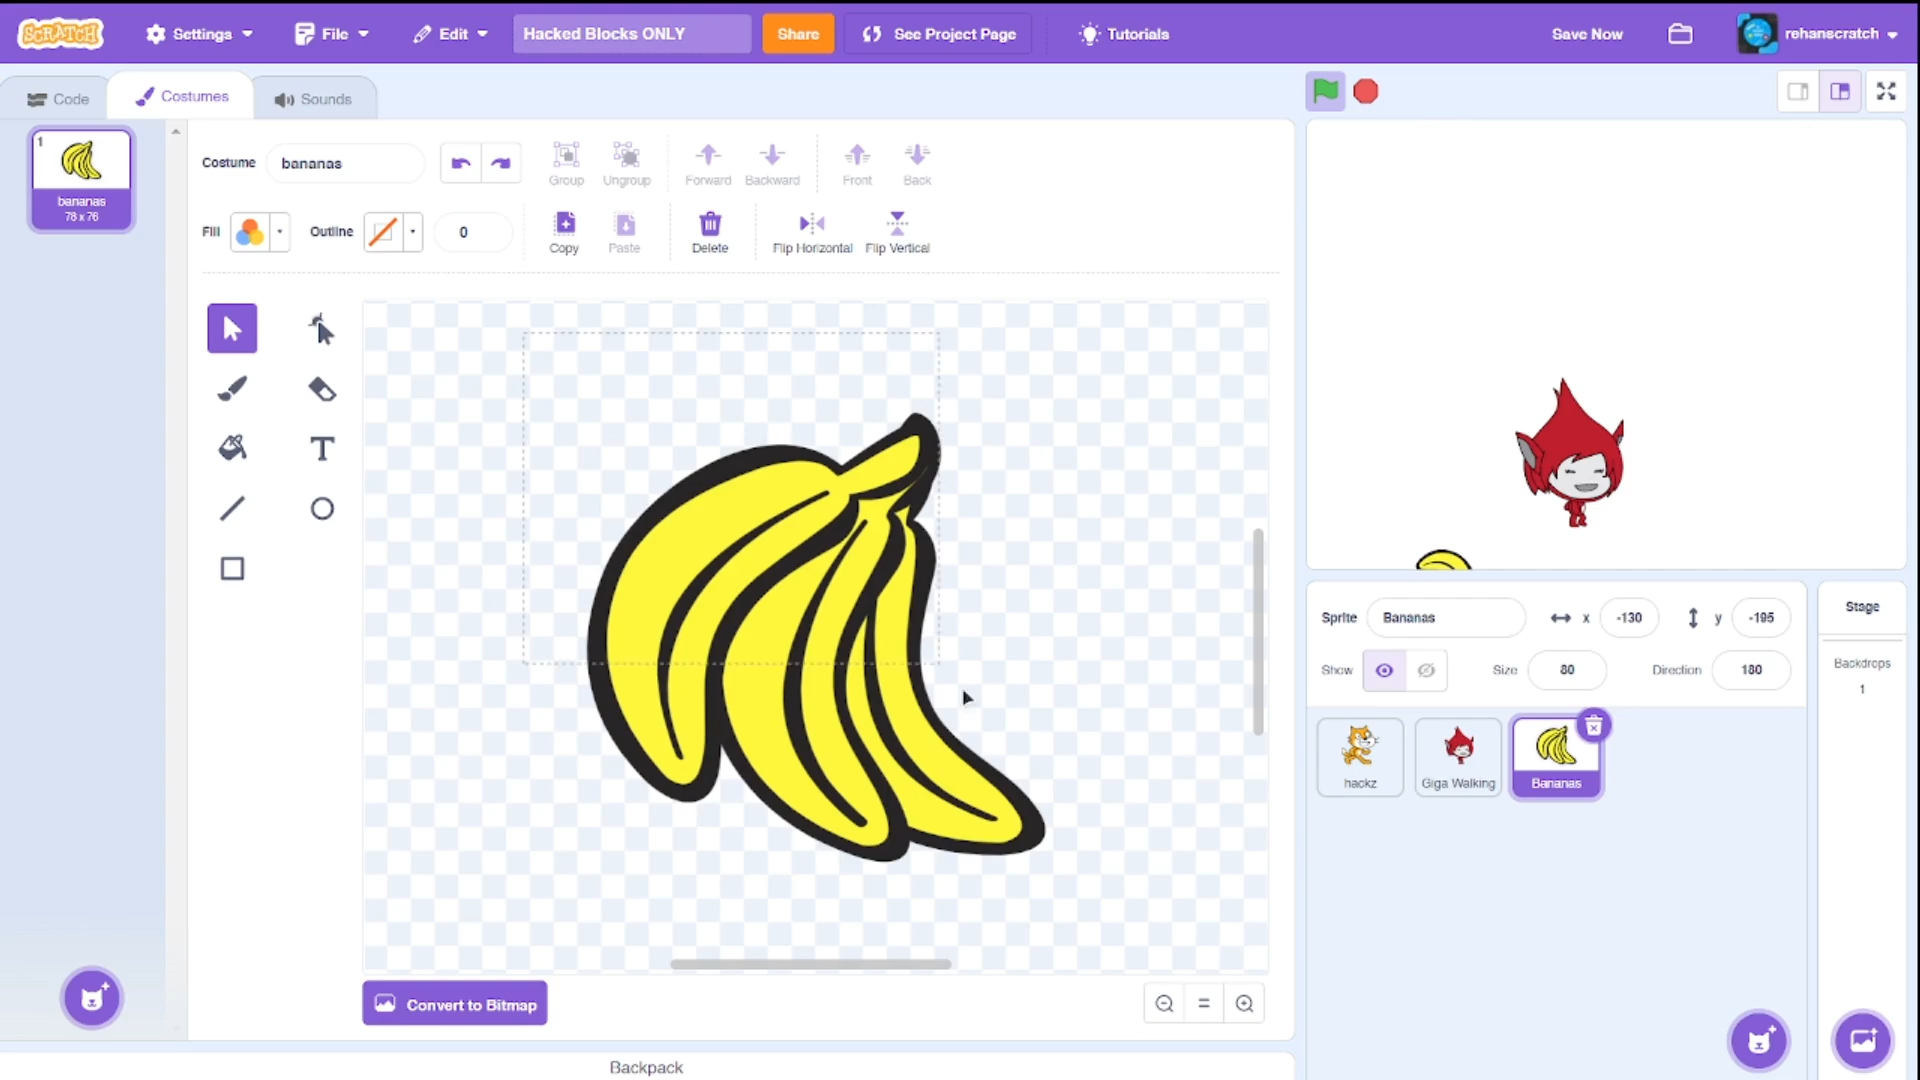 SCRATCH
Settings
File
Edit
Hacked Blocks ONLY
Share
See Project Page
Tutorials
Save Now
rehanscratch
Code
Costumes
Sounds
1
bananas
78 x 76
Costume
bananas
Group
Ungroup
Forward
Backward
Front
Back
Fill
Outline
0
Copy
Paste
Delete
Flip Horizontal
Flip Vertical
T
Convert to Bitmap
Backpack
Sprite
Bananas
x
-130
y
-195
Show
Size
80
Direction
180
hackz
Giga Walking
Bananas
Stage
Backdrops
1